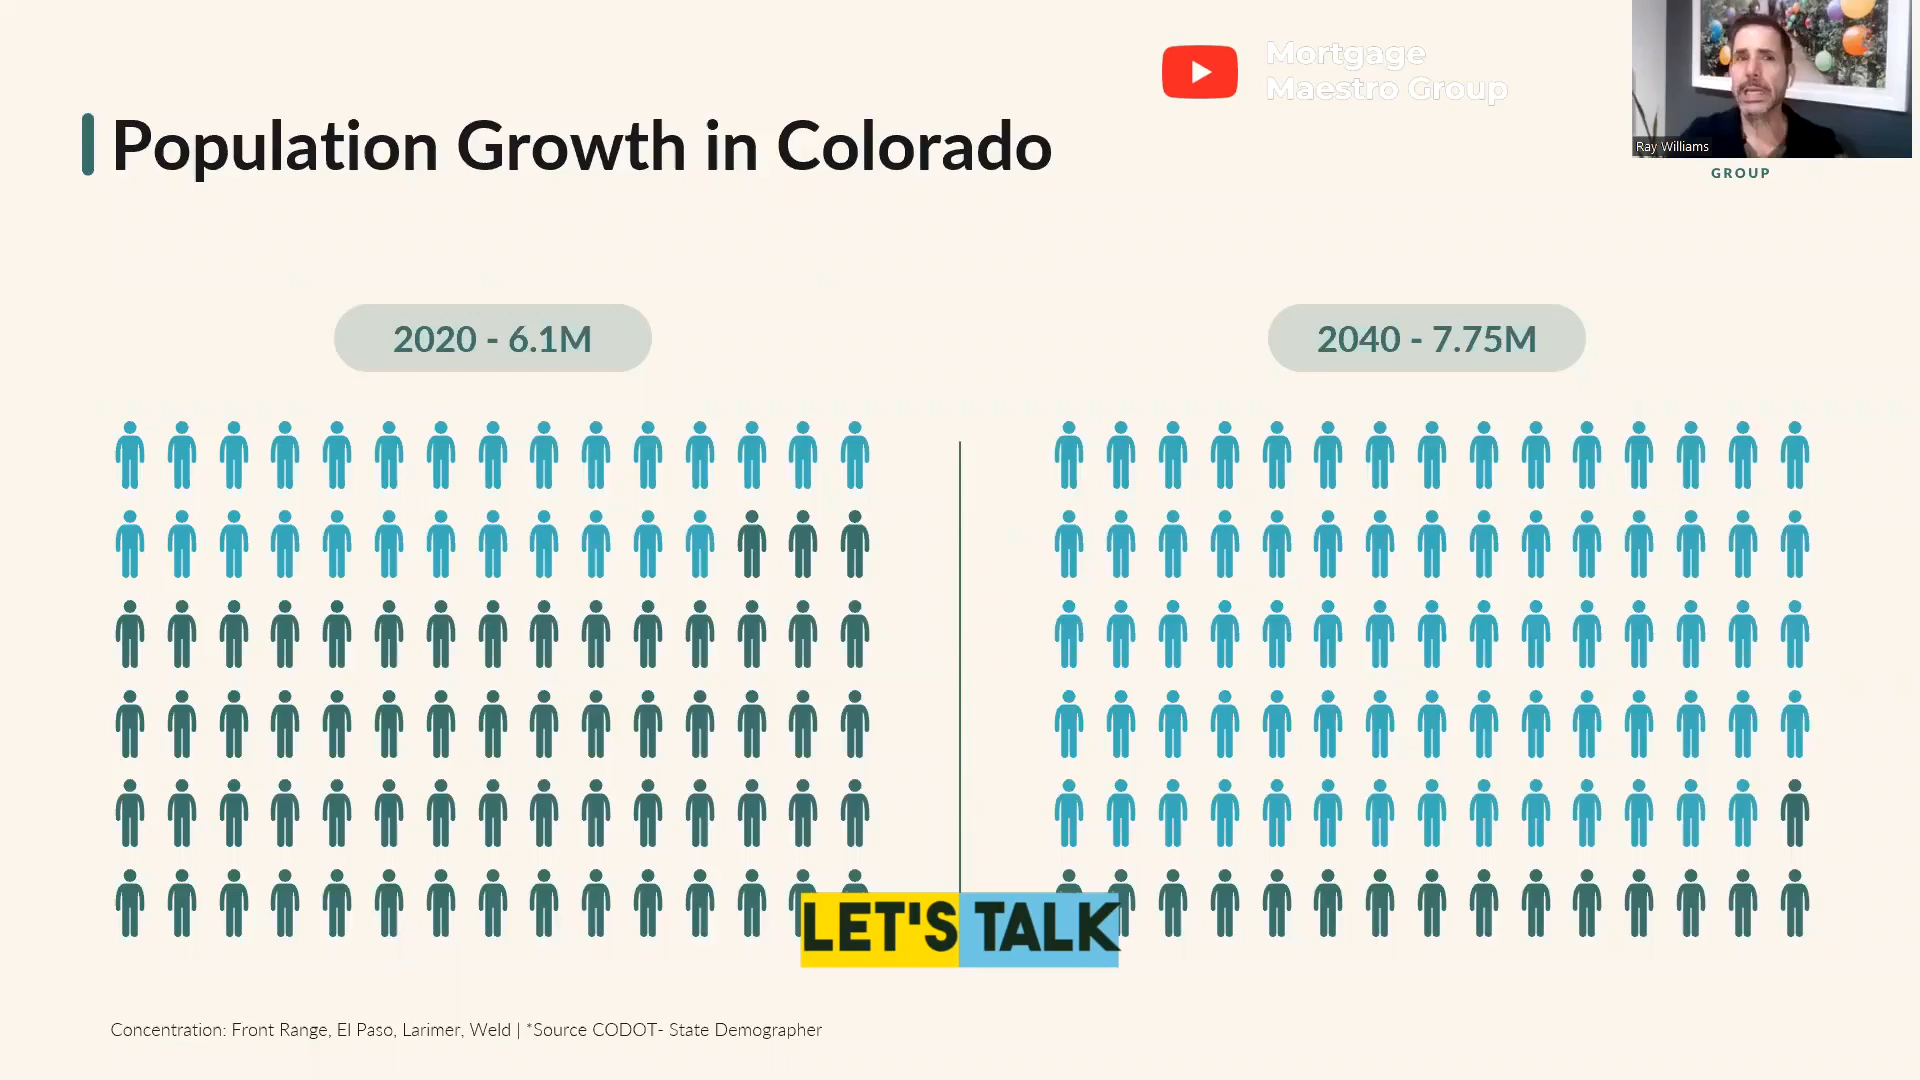 Mortgage
Maestro Group
Ray Williams
GROUP
Population Growth in Colorado
2020 - 6.1M
2040 - 7.75M
LET'S TALK
Concentration: Front Range, El Paso, Larimer, Weld | *Source CODOT- State Demographer